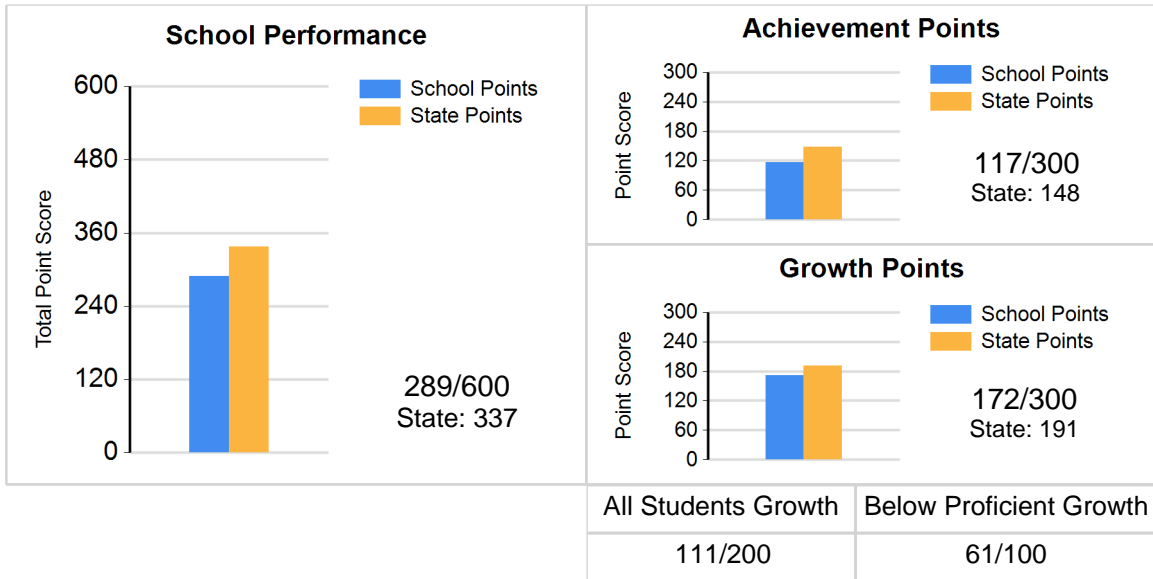 School Performance
Total Point Score
600
480
360
240
120
0
School Points
State Points
289/600
State: 337
Achievement Points
Point Score
300
240
180
120
60
0
School Points
State Points
117/300
State: 148
Growth Points
Point Score
300
240
180
120
60
0
School Points
State Points
172/300
State: 191
All Students Growth
Below Proficient Growth
111/200
61/100